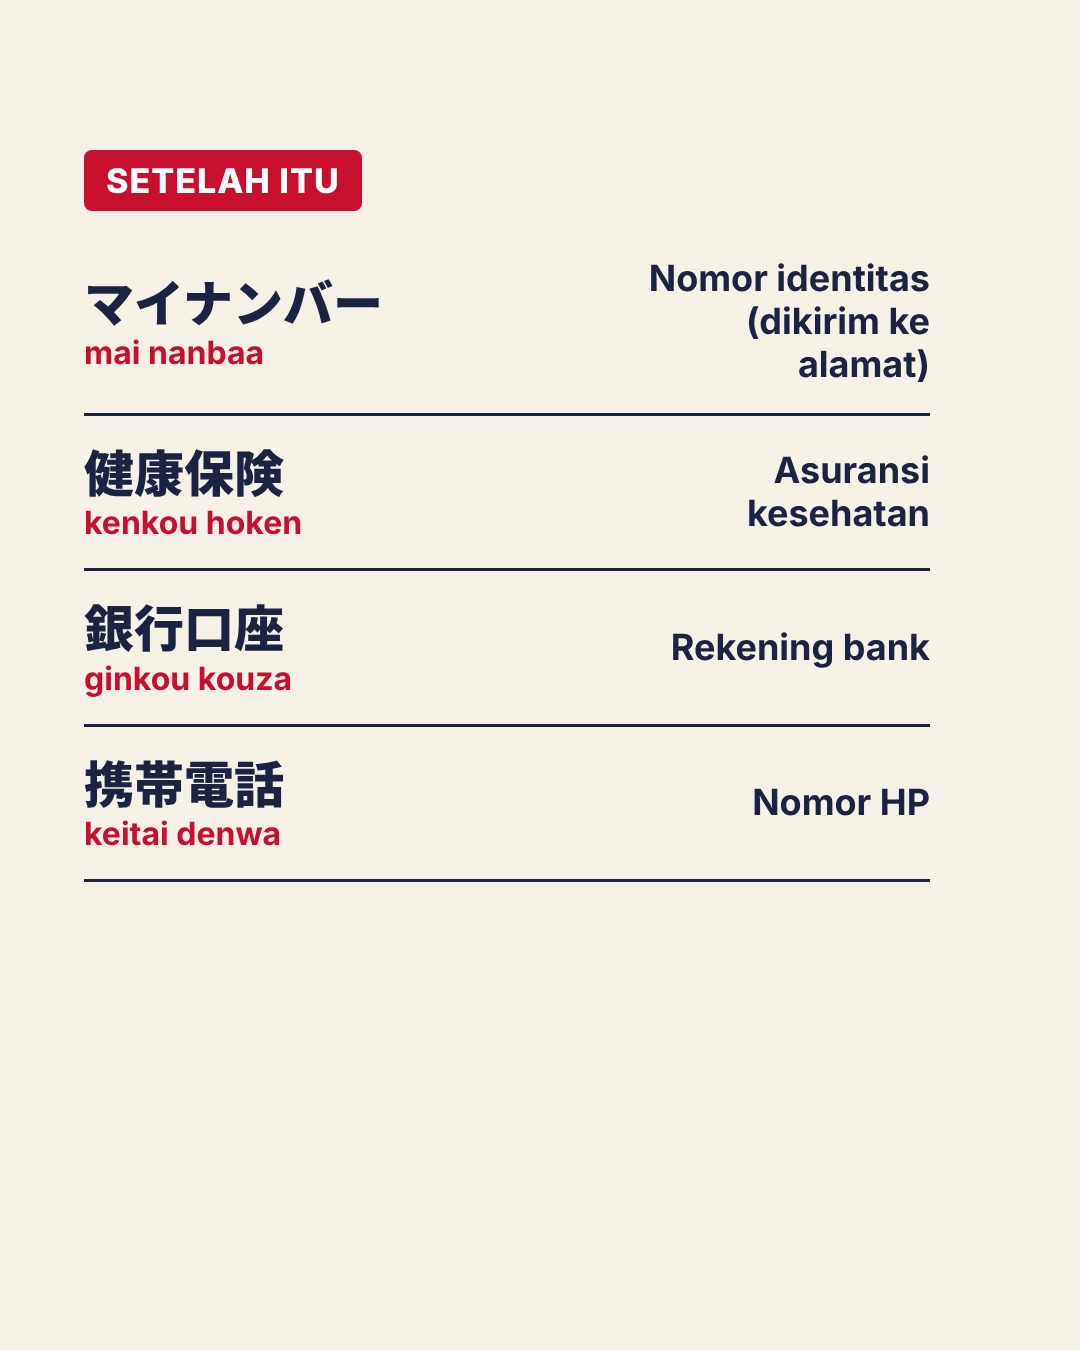 SETELAH ITU
マイナンバー
mai nanbaa
Nomor identitas
(dikirim ke
alamat)
健康保険
kenkou hoken
Asuransi
kesehatan
銀行口座
ginkou kouza
Rekening bank
携帯電話
keitai denwa
Nomor HP